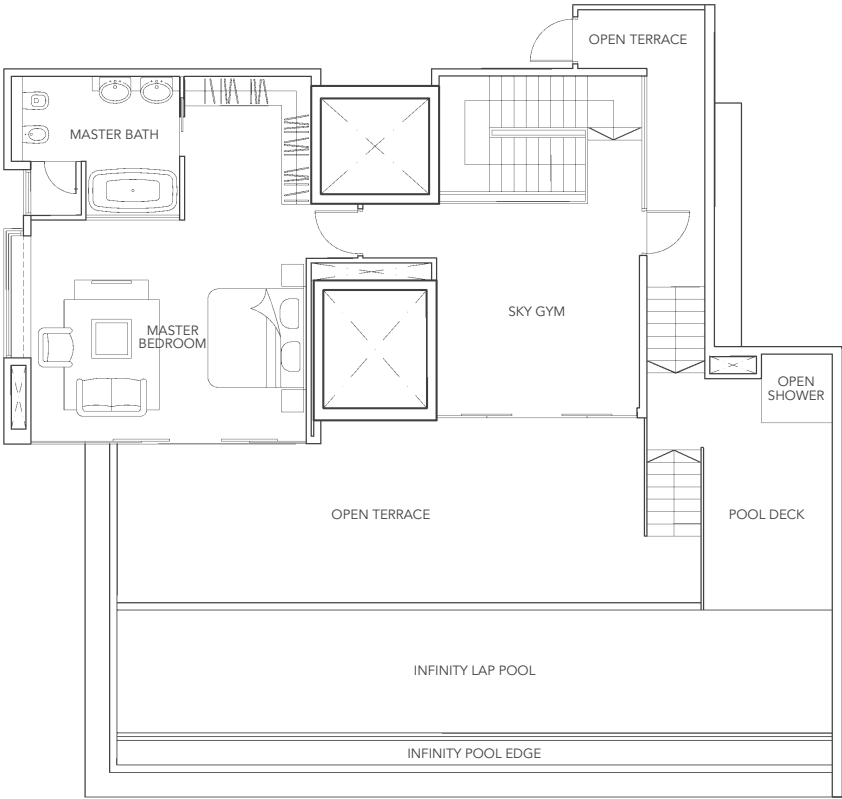 OPEN TERRACE
MASTER BATH
SKY GYM
MASTER
BEDROOM
OPEN
SHOWER
OPEN TERRACE
POOL DECK
INFINITY LAP POOL
INFINITY POOL EDGE